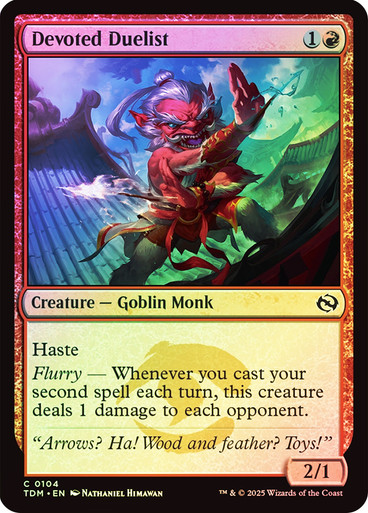 Devoted Duelist 1
Creature — Goblin Monk
Haste
Flurry — Whenever you cast your
second spell each turn, this creature
deals 1 damage to each opponent.
“Arrows? Ha! Wood and feather? Toys!”
2/1
C 0104
TDM • EN Nathaniel Himawan
™ & © 2025 Wizards of the Coast